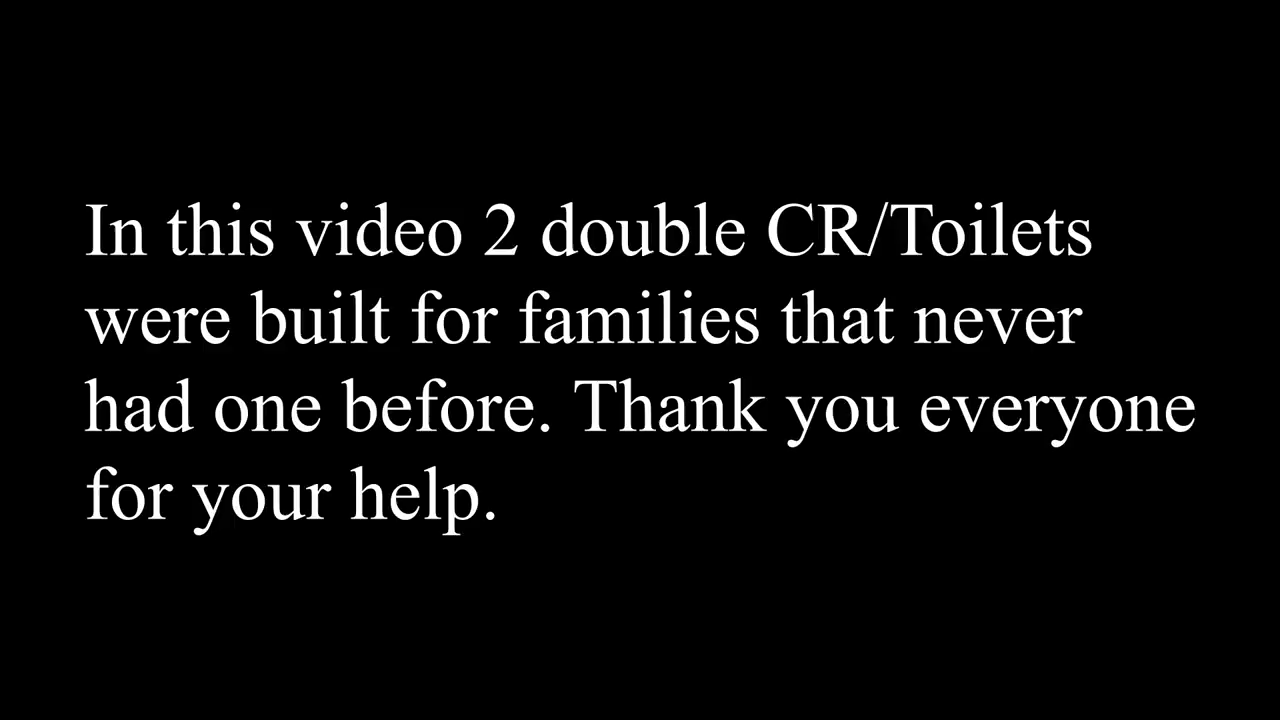 In this video 2 double CR/Toilets
were built for families that never
had one before. Thank you everyone
for your help.